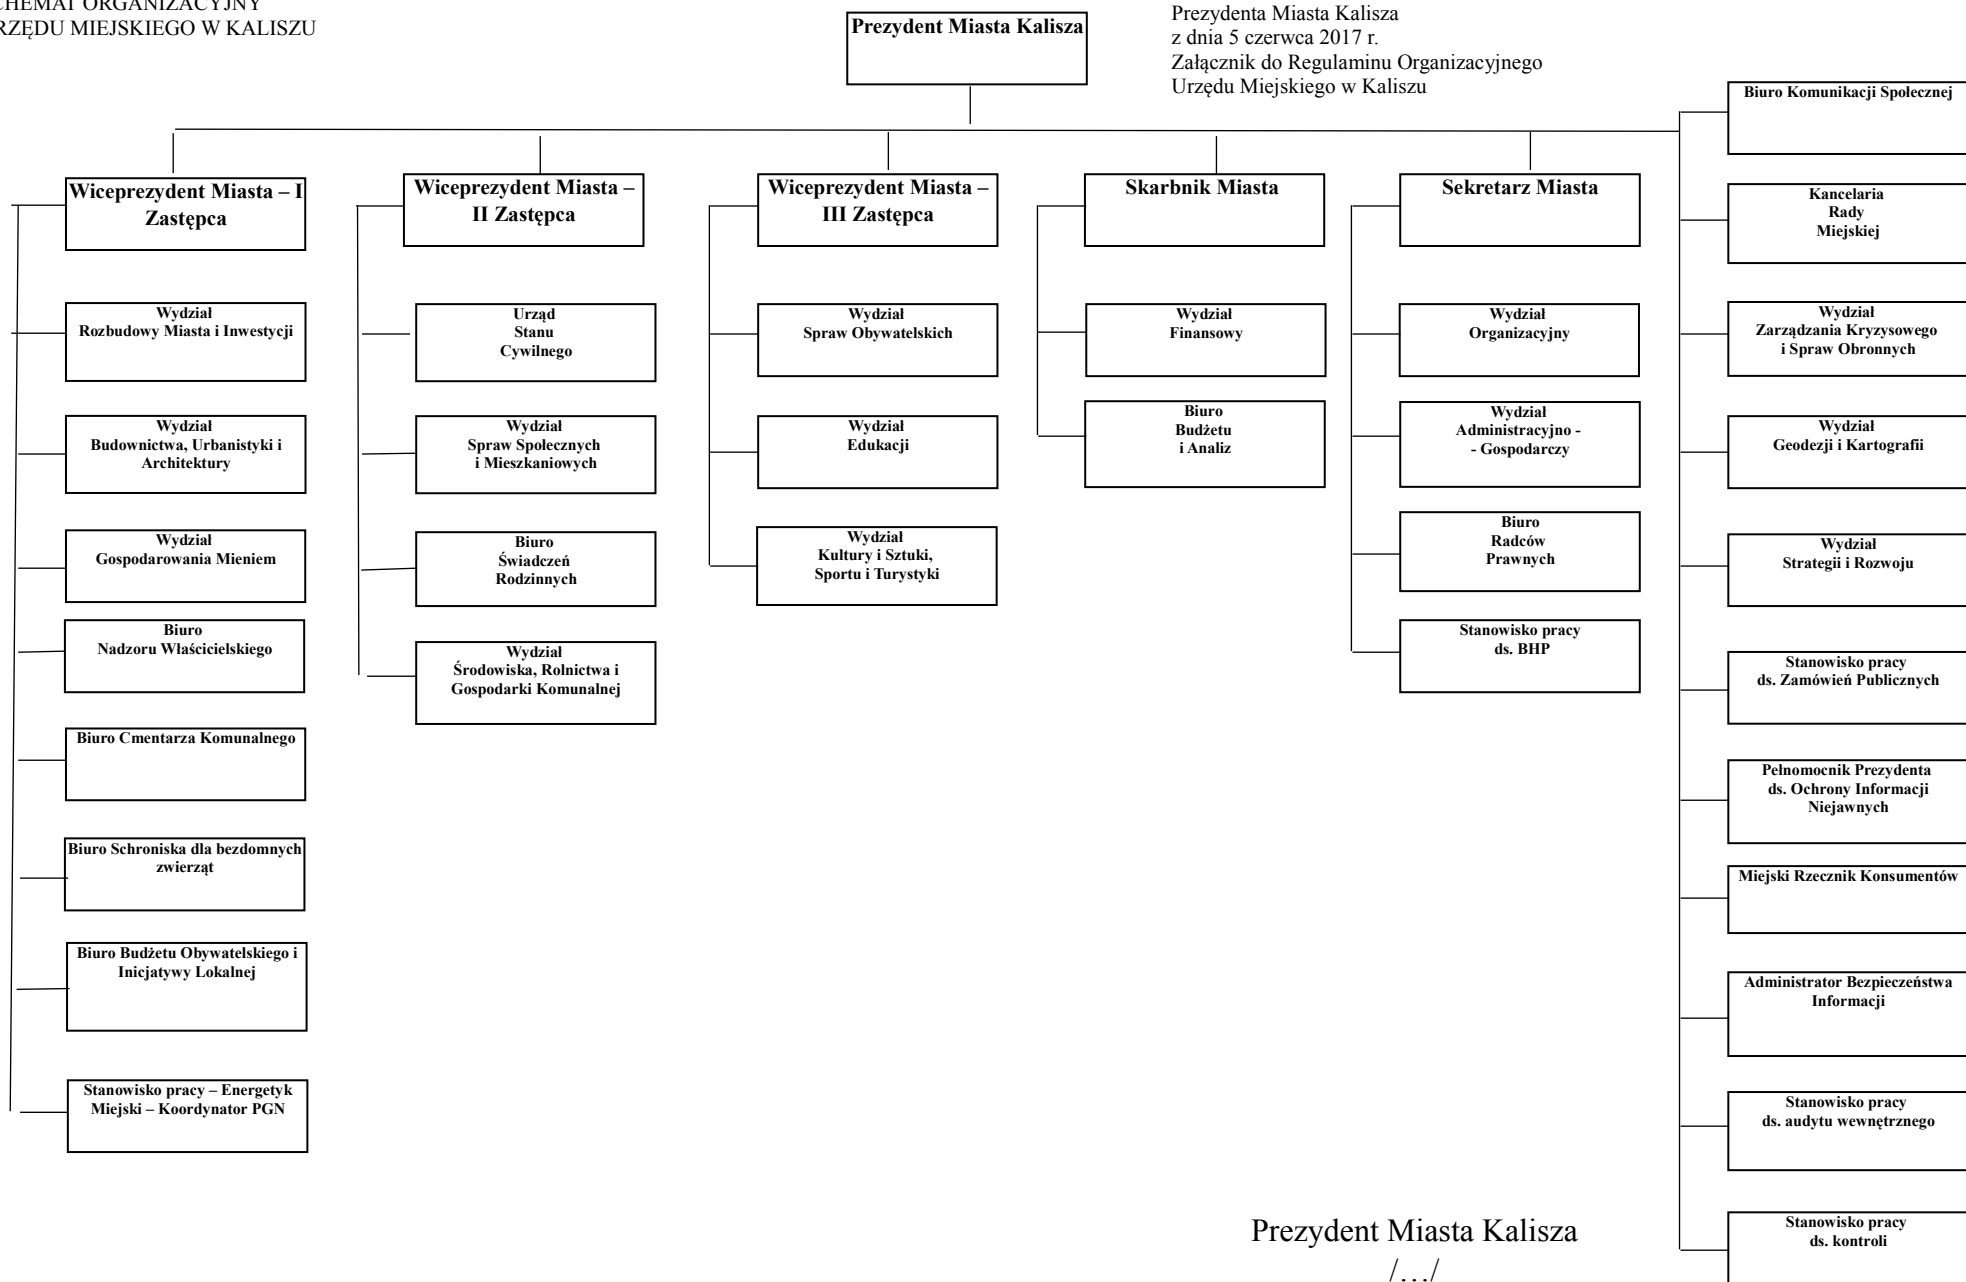 CHEMAT ORGANIZACYJNY
RZĘDU MIEJSKIEGO W KALISZU
Prezydent Miasta Kalisza
Prezydenta Miasta Kalisza
z dnia 5 czerwca 2017 r.
Załącznik do Regulaminu Organizacyjnego
Urzędu Miejskiego w Kaliszu
Wiceprezydent Miasta – I
Zastępca
Wydział
Rozbudowy Miasta i Inwestycji
Wydział
Budownictwa, Urbanistyki i
Architektury
Wydział
Gospodarowania Mieniem
Biuro
Nadzoru Właścicielskiego
Biuro Cmentarza Komunalnego
Biuro Schroniska dla bezdomnych
zwierząt
Biuro Budżetu Obywatelskiego i
Inicjatywy Lokalnej
Stanowisko pracy – Energetyk
Miejski – Koordynator PGN
Wiceprezydent Miasta –
II Zastępca
Urząd
Stanu
Cywilnego
Wydział
Spraw Społecznych
i Mieszkaniowych
Biuro
Świadczeń
Rodzinnych
Wydział
Środowiska, Rolnictwa i
Gospodarki Komunalnej
Wiceprezydent Miasta –
III Zastępca
Wydział
Spraw Obywatelskich
Wydział
Edukacji
Wydział
Kultury i Sztuki,
Sportu i Turystyki
Skarbnik Miasta
Wydział
Finansowy
Biuro
Budżetu
i Analiz
Sekretarz Miasta
Wydział
Organizacyjny
Wydział
Administracyjno -
- Gospodarczy
Biuro
Radców
Prawnych
Stanowisko pracy
ds. BHP
Biuro Komunikacji Społecznej
Kancelaria
Rady
Miejskiej
Wydział
Zarządzania Kryzysowego
i Spraw Obronnych
Wydział
Geodezji i Kartografii
Wydział
Strategii i Rozwoju
Stanowisko pracy
ds. Zamówień Publicznych
Pełnomocnik Prezydenta
ds. Ochrony Informacji
Niejawnych
Miejski Rzecznik Konsumentów
Administrator Bezpieczeństwa
Informacji
Stanowisko pracy
ds. audytu wewnętrznego
Stanowisko pracy
ds. kontroli
Prezydent Miasta Kalisza
/…/